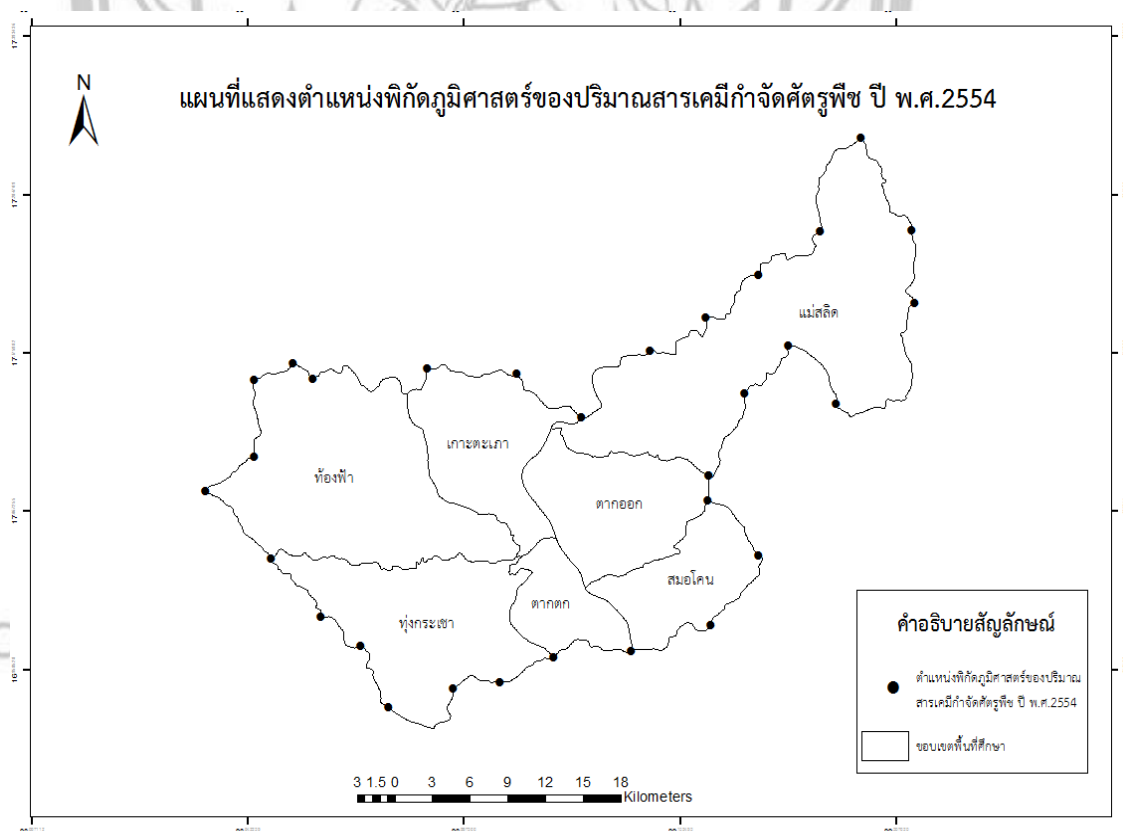 N
แผนที่แสดงตำแหน่งพิกัดภูมิศาสตร์ของปริมาณสารเคมีกำจัดศัตรูพืช ปี พ.ศ.2554
แม่สลิด
เกาะตะเภา
ท้องฟ้า
ตากออก
สมอโคน
ตากตก
ทุ่งกระเชา
คำอธิบายสัญลักษณ์
ตำแหน่งพิกัดภูมิศาสตร์ของปริมาณ
สารเคมีกำจัดศัตรูพืช ปี พ.ศ.2554
ขอบเขตพื้นที่ศึกษา
3 1.5 0 3 6 9 12 15 18
Kilometers